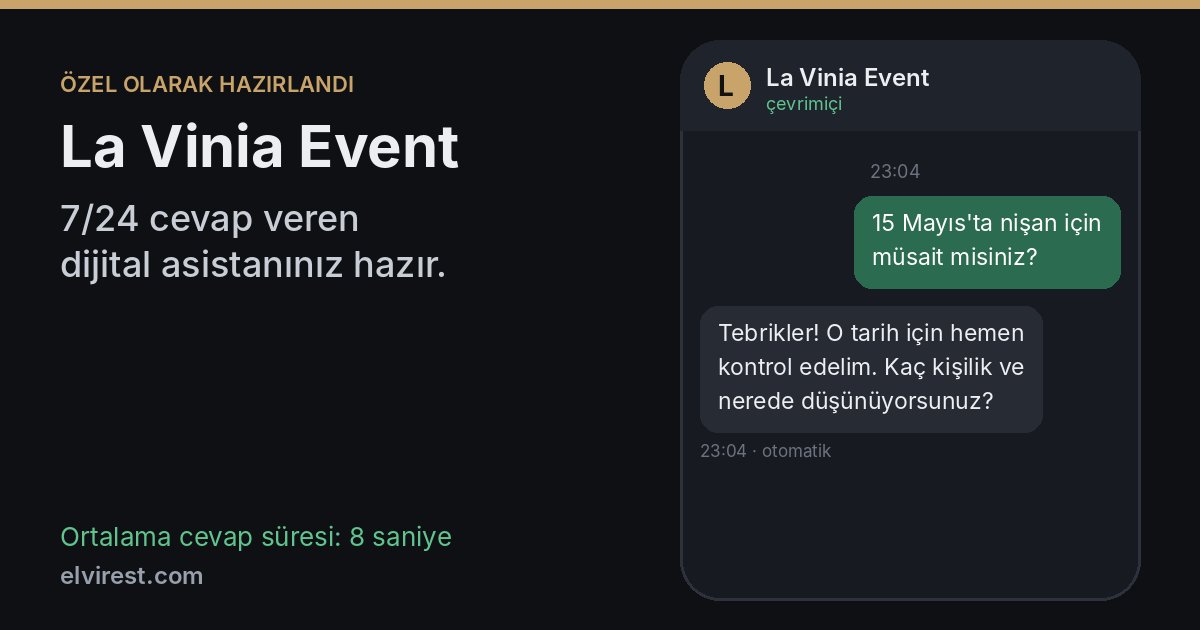 ÖZEL OLARAK HAZIRLANDI
La Vinia Event
7/24 cevap veren
dijital asistanınız hazır.
Ortalama cevap süresi: 8 saniye
elvirest.com
L
La Vinia Event
çevrimiçi
23:04
15 Mayıs'ta nişan için
müsait misiniz?
Tebrikler! O tarih için hemen
kontrol edelim. Kaç kişilik ve
nerede düşünüyorsunuz?
23:04 · otomatik